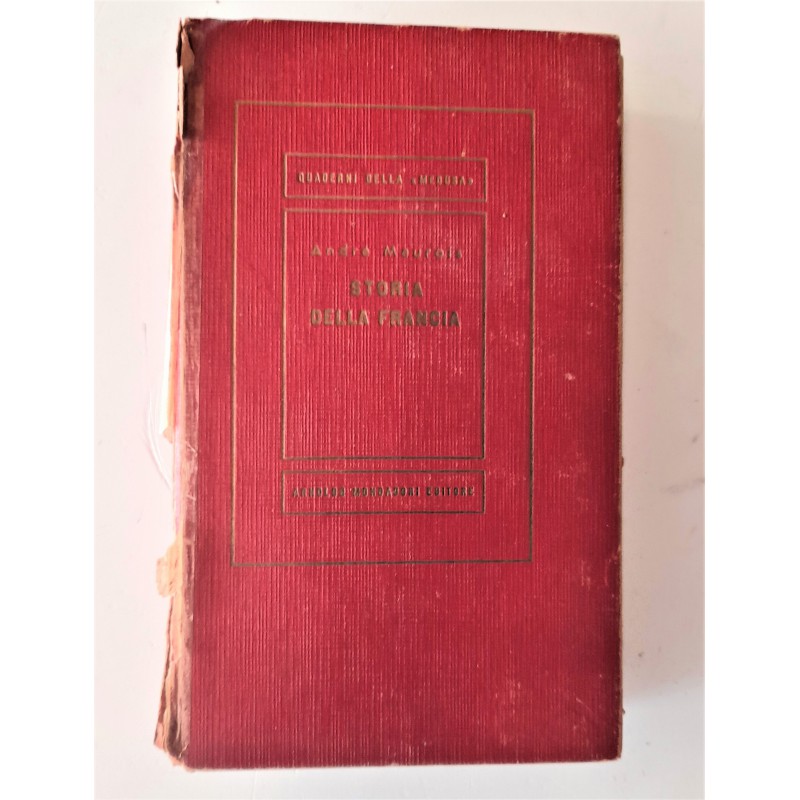 QUADERNI DELLA «MEDUSA»
André Maurois
STORIA
DELLA FRANCIA
ARNOLDO MONDADORI EDITORE